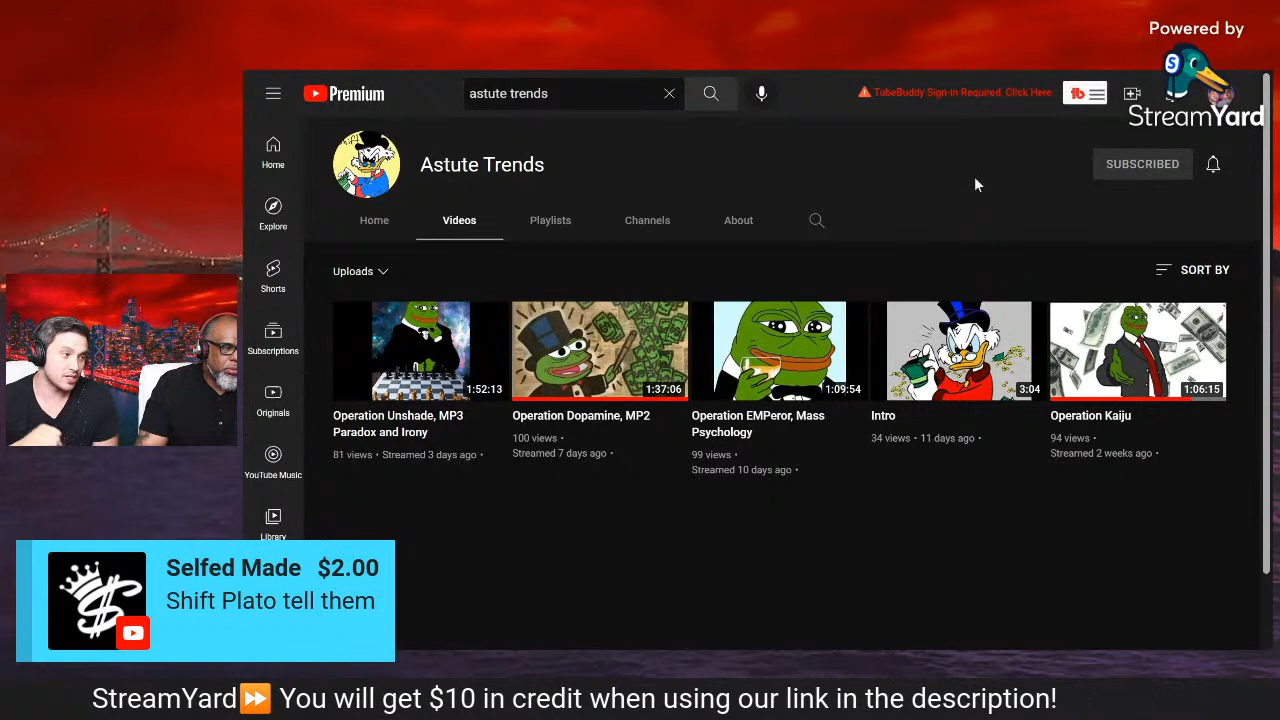 Powered by
StreamYard
Premium
astute trends
TubeBuddy Sign-In Required. Click Here
tb
Home
Explore
Shorts
Subscriptions
Originals
YouTube Music
Library
Astute Trends
SUBSCRIBED
Home
Videos
Playlists
Channels
About
Uploads
SORT BY
1:52:13
Operation Unshade, MP3
Paradox and Irony
81 views • Streamed 3 days ago •
1:37:06
Operation Dopamine, MP2
100 views •
Streamed 7 days ago •
1:09:54
Operation EMPeror, Mass
Psychology
99 views •
Streamed 10 days ago •
3:04
Intro
34 views • 11 days ago •
1:06:15
Operation Kaiju
94 views •
Streamed 2 weeks ago •
Selfed Made $2.00
Shift Plato tell them
StreamYard⏩ You will get $10 in credit when using our link in the description!